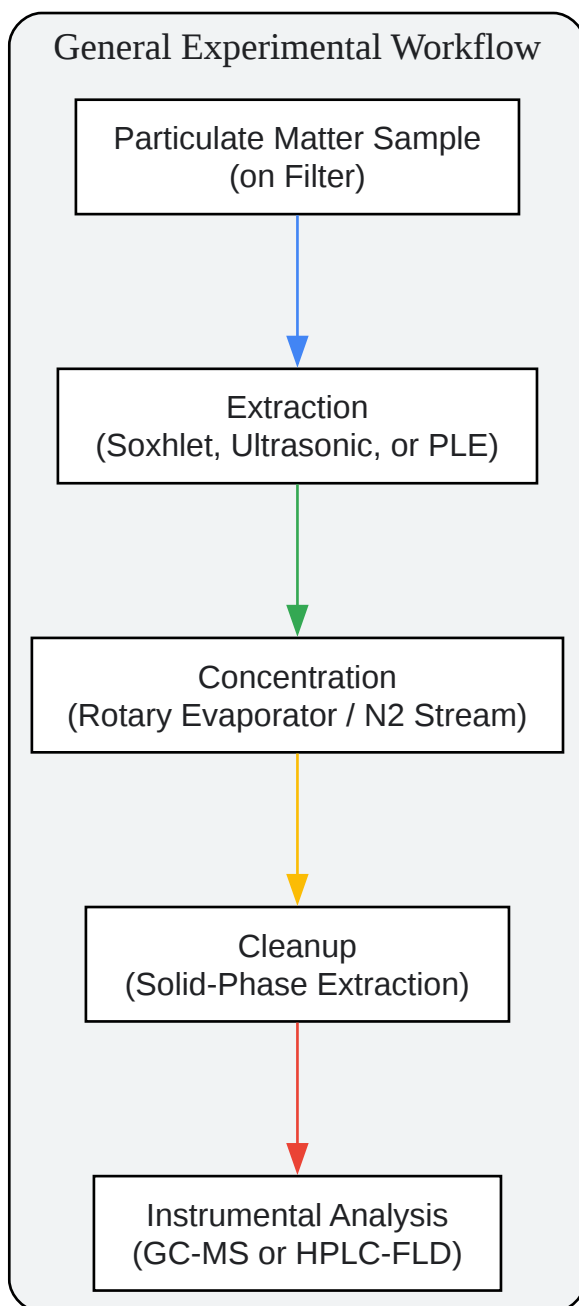 General Experimental Workflow
Particulate Matter Sample
(on Filter)
Extraction
(Soxhlet, Ultrasonic, or PLE)
Concentration
(Rotary Evaporator / N2 Stream)
Cleanup
(Solid-Phase Extraction)
Instrumental Analysis
(GC-MS or HPLC-FLD)